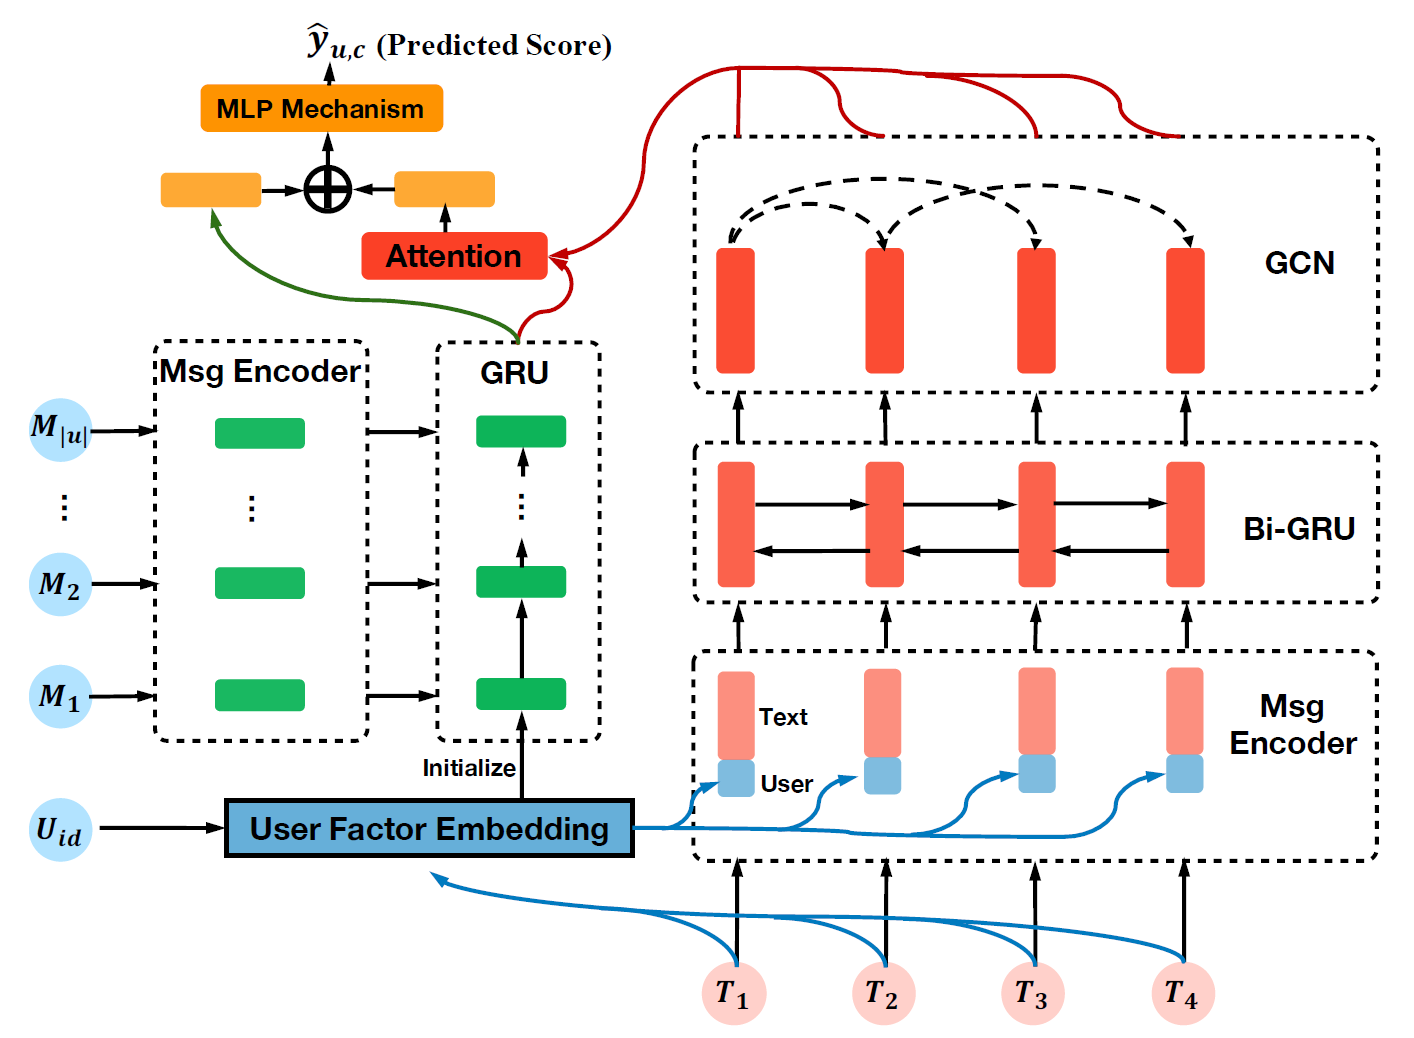 ŷu,c (Predicted Score)
MLP Mechanism
Attention
GCN
Msg Encoder
GRU
M|u|
...
...
...
Bi-GRU
M2
M1
Text
User
Msg
Encoder
Initialize
Uid
User Factor Embedding
T1
T2
T3
T4